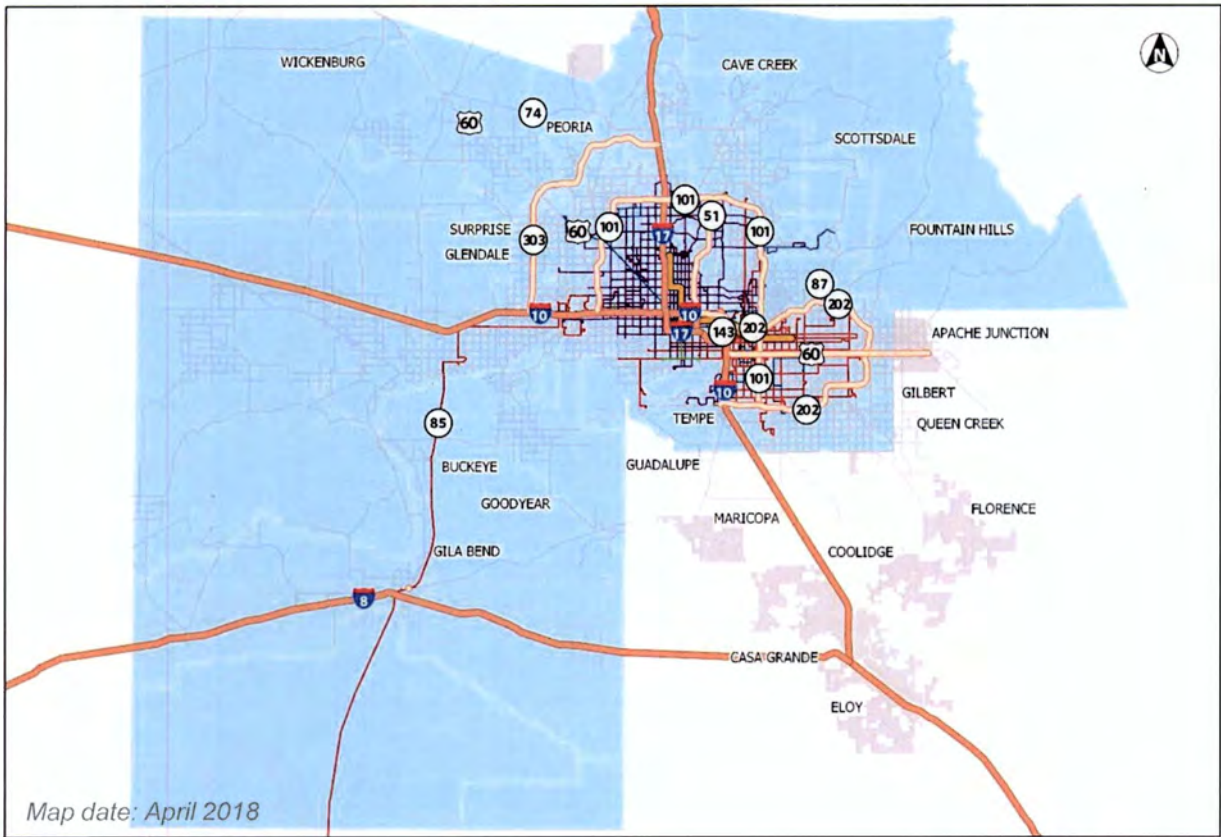 N
WICKENBURG
CAVE CREEK
74
60
PEORIA
SCOTTSDALE
101
51
SURPRISE
60
101
17
101
FOUNTAIN HILLS
303
GLENDALE
87
202
10
10
17
143
202
APACHE JUNCTION
60
101
10
GILBERT
202
TEMPE
85
QUEEN CREEK
BUCKEYE
GUADALUPE
GOODYEAR
FLORENCE
MARICOPA
GILA BEND
COOLIDGE
8
CASA GRANDE
ELOY
Map date: April 2018